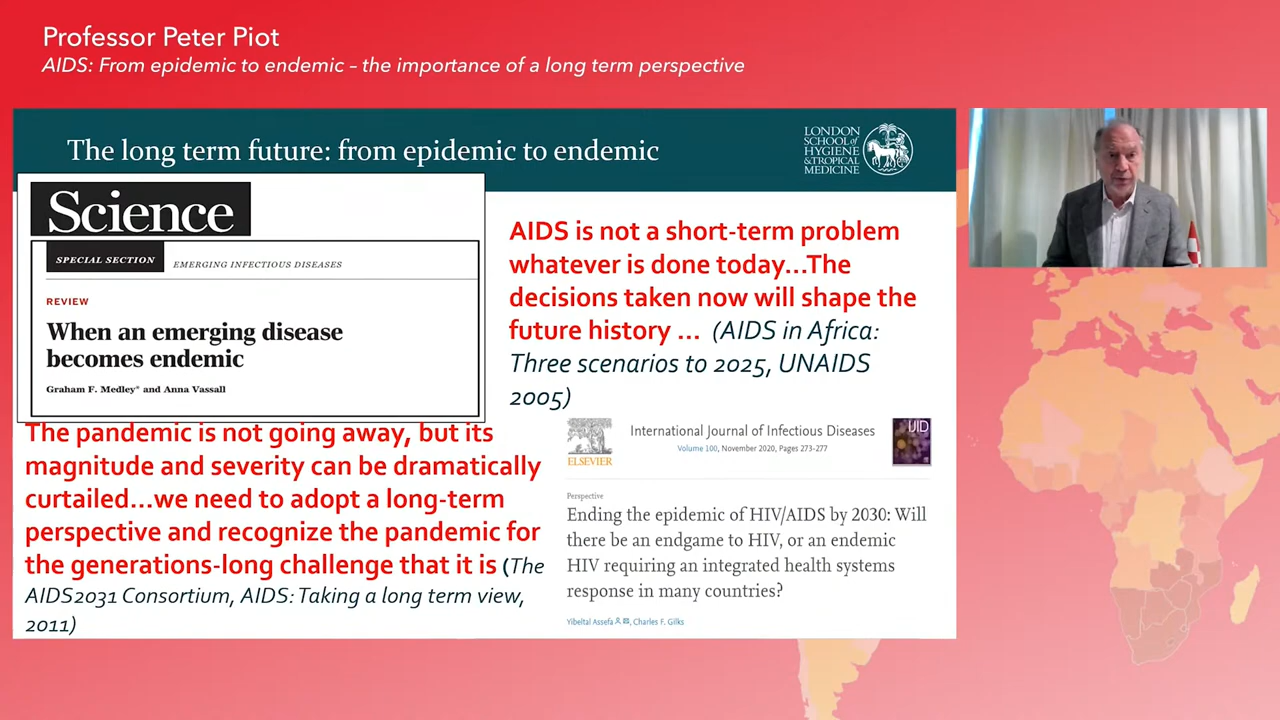 Professor Peter Piot
AIDS: From epidemic to endemic – the importance of a long term perspective
The long term future: from epidemic to endemic
LONDON
SCHOOL of
HYGIENE
& TROPICAL
MEDICINE
Science
SPECIAL SECTION EMERGING INFECTIOUS DISEASES
REVIEW
When an emerging disease
becomes endemic
Graham F. Medley* and Anna Vassall
AIDS is not a short-term problem
whatever is done today...The
decisions taken now will shape the
future history ... (AIDS in Africa:
Three scenarios to 2025, UNAIDS
2005)
The pandemic is not going away, but its
magnitude and severity can be dramatically
curtailed...we need to adopt a long-term
perspective and recognize the pandemic for
the generations-long challenge that it is (The
AIDS2031 Consortium, AIDS: Taking a long term view,
2011)
ELSEVIER
International Journal of Infectious Diseases
Volume 100, November 2020, Pages 273-277
IJID
Perspective
Ending the epidemic of HIV/AIDS by 2030: Will
there be an endgame to HIV, or an endemic
HIV requiring an integrated health systems
response in many countries?
Yibeltal Assefa, Charles F. Gilks